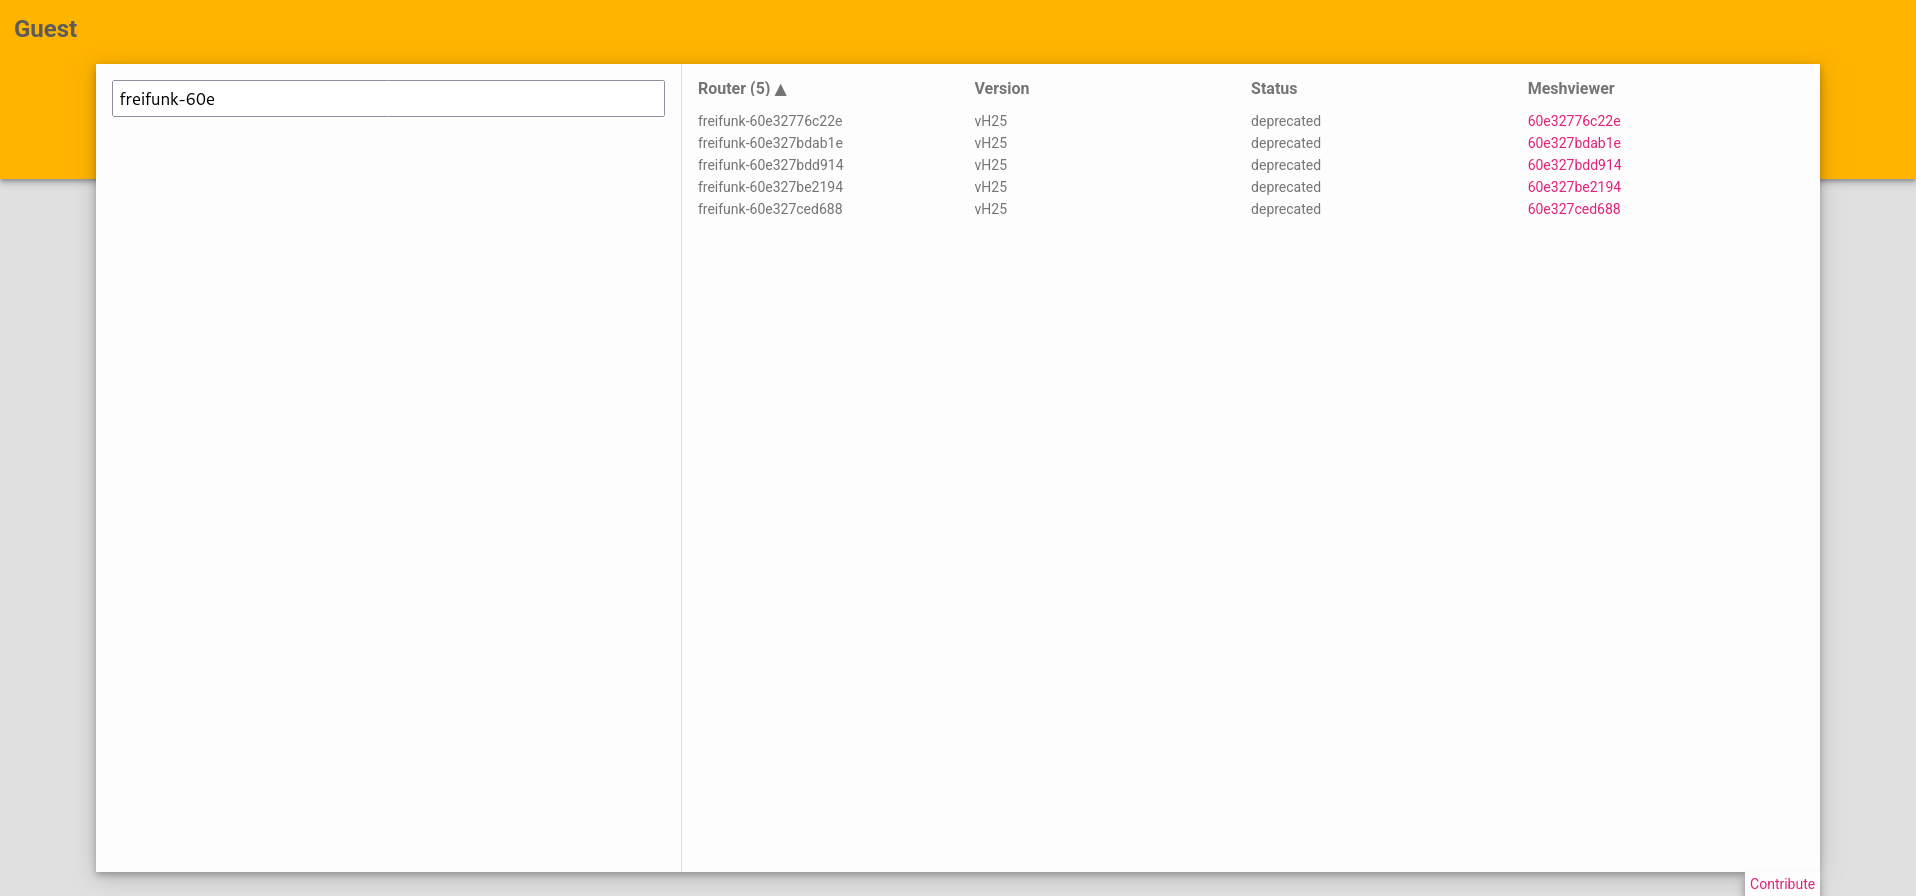 Guest
freifunk-60e
Router (5) ▲ Version Status Meshviewer
freifunk-60e32776c22e vH25 deprecated 60e32776c22e
freifunk-60e327bdab1e vH25 deprecated 60e327bdab1e
freifunk-60e327bdd914 vH25 deprecated 60e327bdd914
freifunk-60e327be2194 vH25 deprecated 60e327be2194
freifunk-60e327ced688 vH25 deprecated 60e327ced688
Contribute